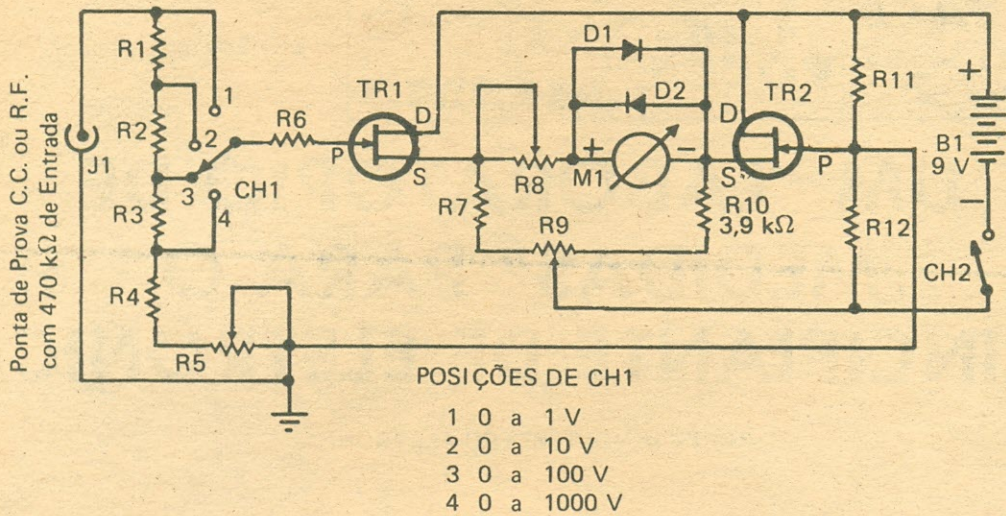 Ponta de Prova C.C. ou R.F.
com 470 kΩ de Entrada
J1
R1
R2
R3
R4
R5
1
2
3
4
CH1
R6
TR1
P
D
S
R7
R8
R9
D1
D2
+
M1
−
TR2
D
S
P
R10
3,9 kΩ
R11
R12
+
B1
9 V
−
CH2
POSIÇÕES DE CH1
1 0 a 1 V
2 0 a 10 V
3 0 a 100 V
4 0 a 1000 V